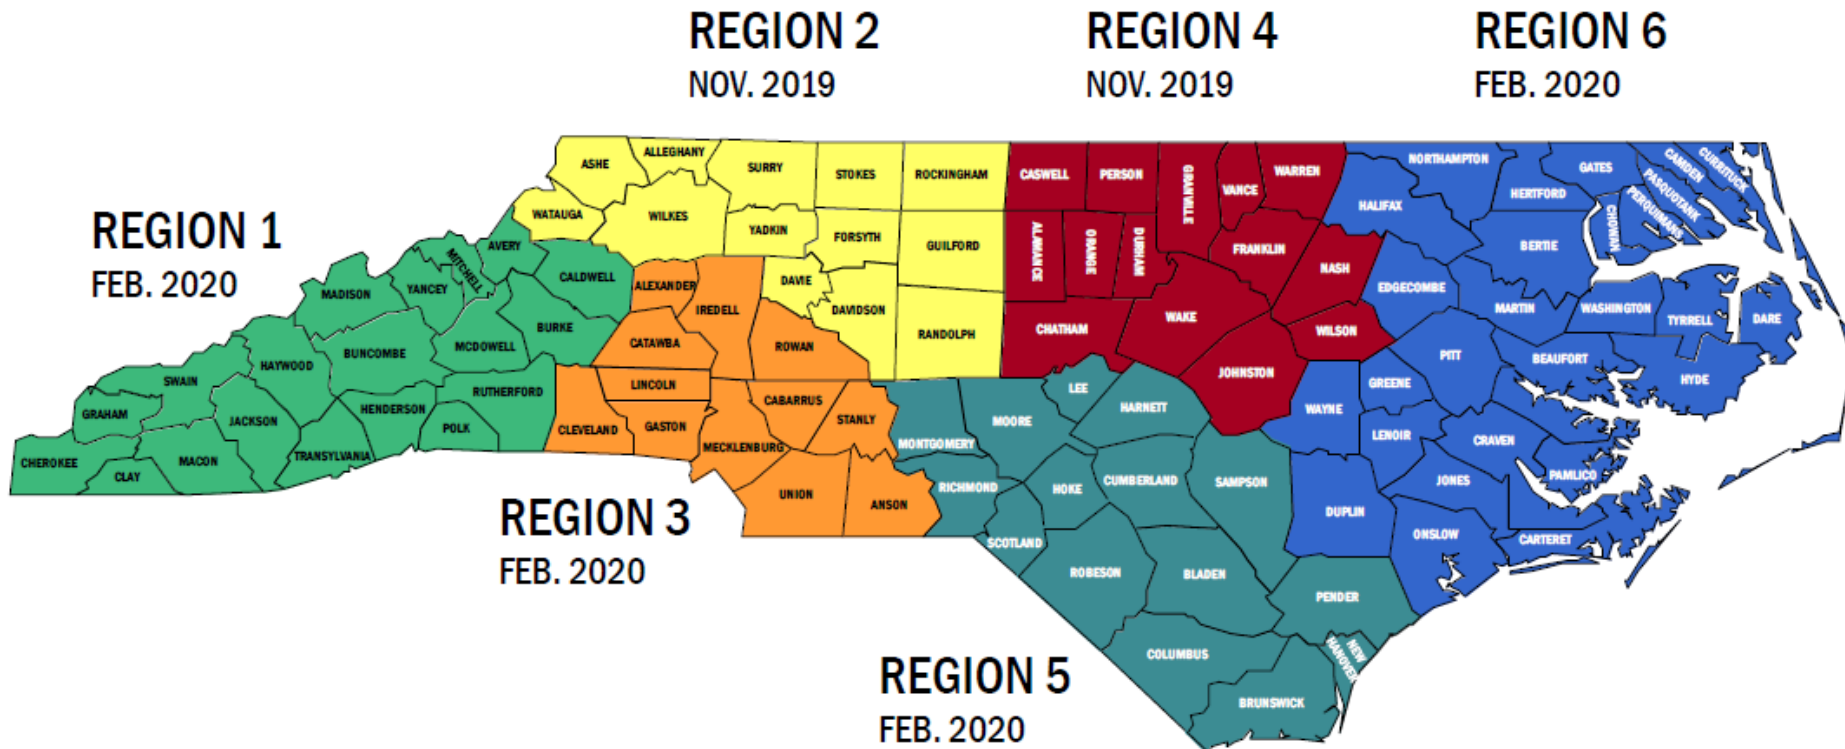 REGION 2
NOV. 2019
REGION 4
NOV. 2019
REGION 6
FEB. 2020
REGION 1
FEB. 2020
REGION 3
FEB. 2020
REGION 5
FEB. 2020
ASHE
ALLEGHANY
SURRY
STOKES
ROCKINGHAM
WATAUGA
WILKES
YADKIN
FORSYTH
GUILFORD
DAVIE
DAVIDSON
RANDOLPH
CASWELL
PERSON
GRANVILLE
VANCE
WARREN
ALAMANCE
ORANGE
DURHAM
FRANKLIN
NASH
CHATHAM
WAKE
WILSON
JOHNSTON
NORTHAMPTON
GATES
CAMDEN
CURRITUCK
PASQUOTANK
PERQUIMANS
CHOWAN
HERTFORD
HALIFAX
BERTIE
EDGECOMBE
MARTIN
WASHINGTON
TYRRELL
DARE
PITT
BEAUFORT
HYDE
GREENE
WAYNE
LENOIR
CRAVEN
PAMLICO
JONES
DUPLIN
ONSLOW
CARTERET
AVERY
MITCHELL
CALDWELL
YANCEY
MADISON
BURKE
MCDOWELL
BUNCOMBE
HAYWOOD
SWAIN
RUTHERFORD
GRAHAM
JACKSON
HENDERSON
POLK
CHEROKEE
CLAY
MACON
TRANSYLVANIA
ALEXANDER
IREDELL
CATAWBA
ROWAN
LINCOLN
CABARRUS
STANLY
CLEVELAND
GASTON
MECKLENBURG
UNION
ANSON
LEE
MOORE
HARNETT
MONTGOMERY
RICHMOND
HOKE
CUMBERLAND
SAMPSON
SCOTLAND
ROBESON
BLADEN
PENDER
COLUMBUS
NEW
HANOVER
BRUNSWICK